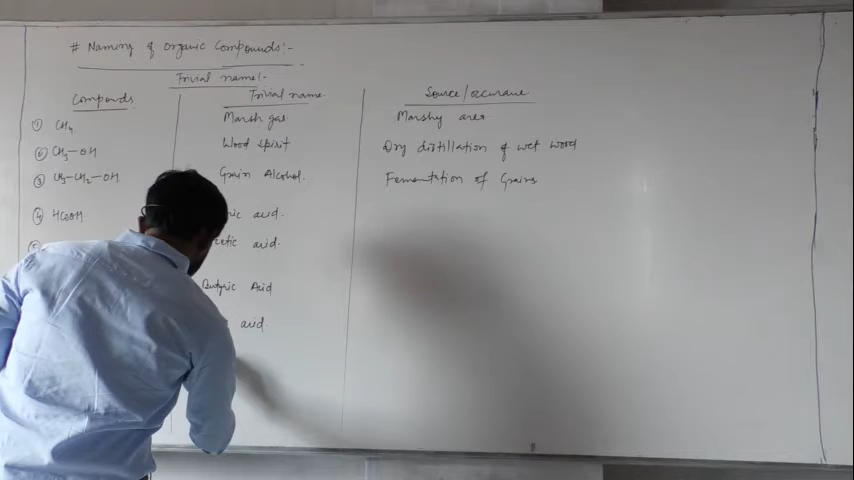 # Naming of Organic Compounds:-
Trivial name:-
Compounds Trivial name Source/occurane
① CH4 Marsh gas Marshy area
② CH3-OH Wood spirit Dry distillation of wet wood
③ CH3-CH2-OH Grain Alcohol. Fementation of Grains
④ HCOOH ic acid.
etic acid.
Butyric Acid
acid.